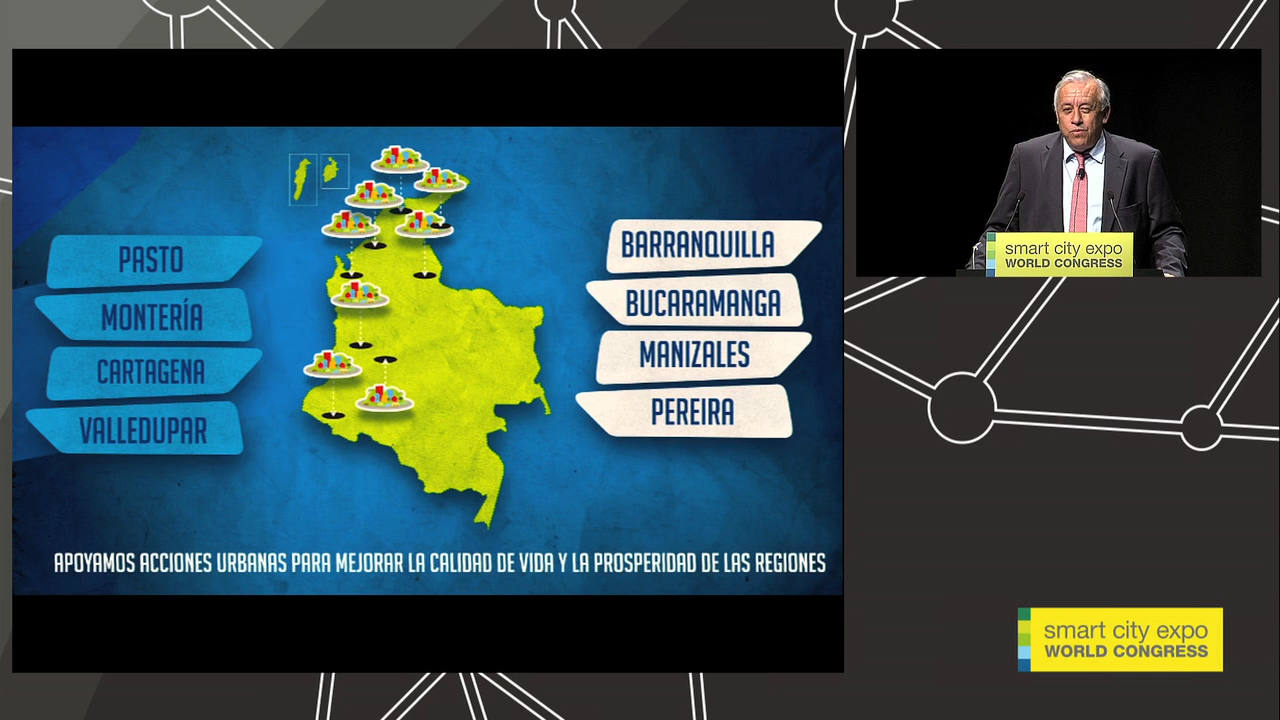 PASTO
MONTERÍA
CARTAGENA
VALLEDUPAR
BARRANQUILLA
BUCARAMANGA
MANIZALES
PEREIRA
APOYAMOS ACCIONES URBANAS PARA MEJORAR LA CALIDAD DE VIDA Y LA PROSPERIDAD DE LAS REGIONES
smart city expo
WORLD CONGRESS
smart city expo
WORLD CONGRESS